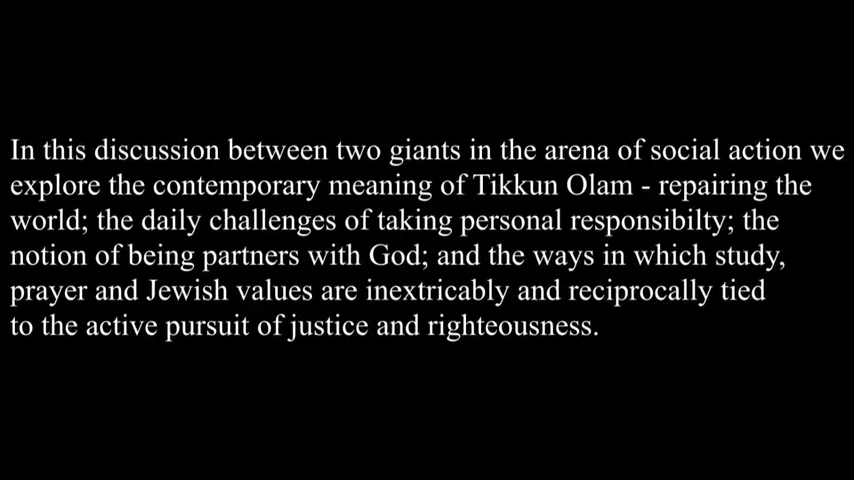 In this discussion between two giants in the arena of social action we
explore the contemporary meaning of Tikkun Olam - repairing the
world; the daily challenges of taking personal responsibilty; the
notion of being partners with God; and the ways in which study,
prayer and Jewish values are inextricably and reciprocally tied
to the active pursuit of justice and righteousness.